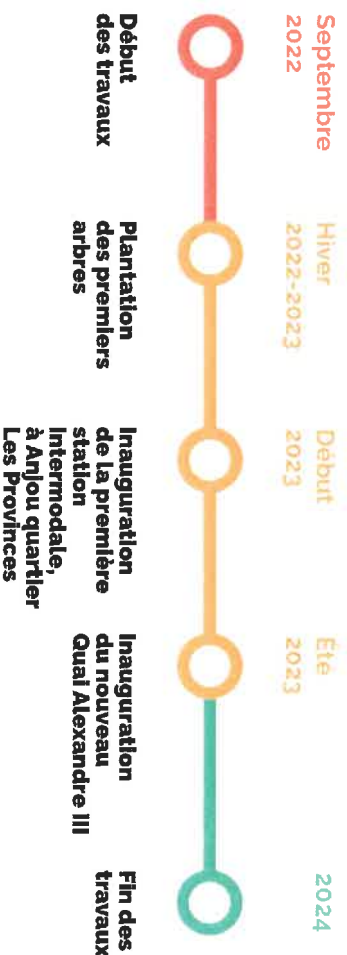 Septembre
2022
Début
des travaux
Hiver
2022-2023
Plantation
des premiers
arbres
Début
2023
Inauguration
de la première
station
intermodale,
à Anjou quartier
Les Provinces
Été
2023
Inauguration
du nouveau
Quai Alexandre III
2024
Fin des
travaux